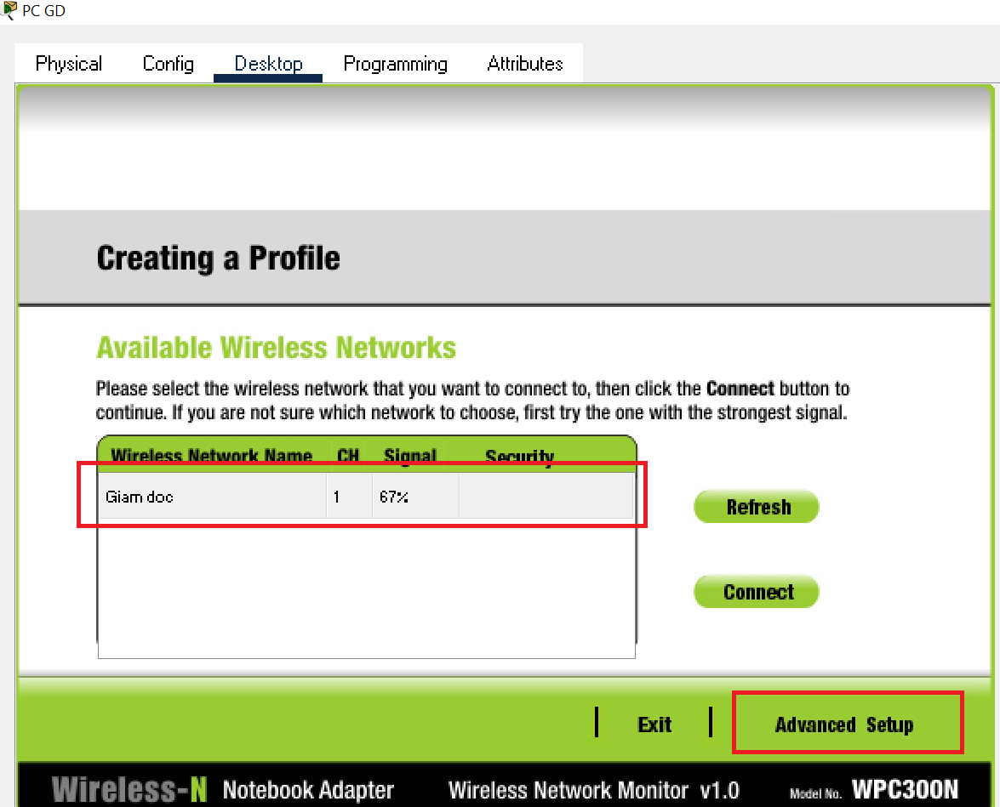 PC GD
Physical Config Desktop Programming Attributes
Creating a Profile
Available Wireless Networks
Please select the wireless network that you want to connect to, then click the Connect button to
continue. If you are not sure which network to choose, first try the one with the strongest signal.
Wireless Network Name CH Signal Security
Giam doc 1 67%
Refresh
Connect
Exit Advanced Setup
Wireless-N Notebook Adapter Wireless Network Monitor v1.0 Model No. WPC300N